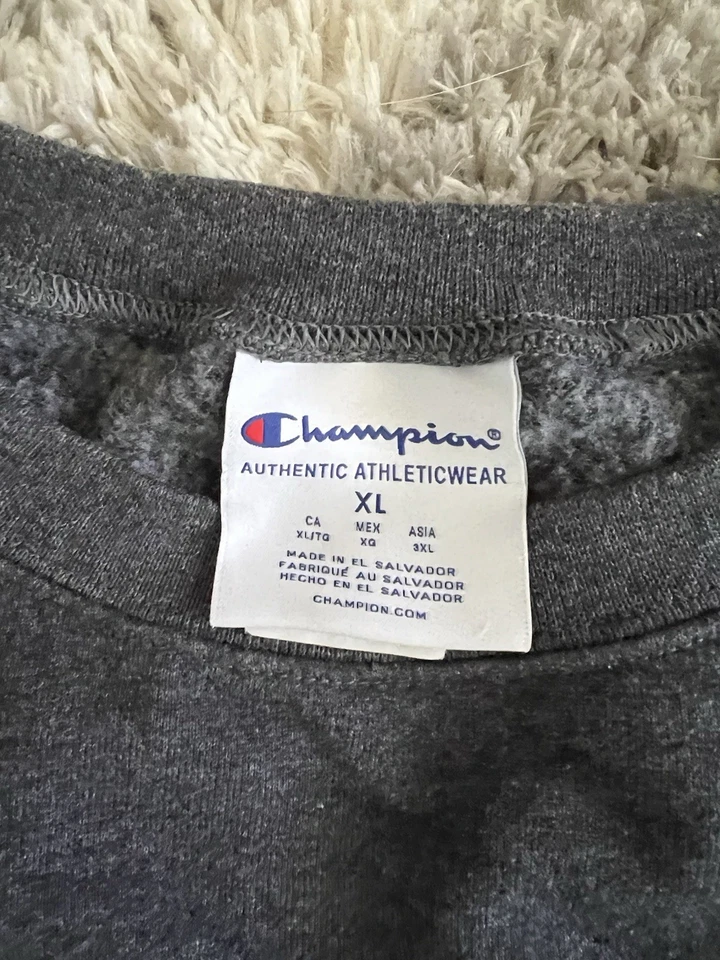 Champion®
AUTHENTIC ATHLETICWEAR
XL
CA MEX ASIA
XL/TG XG 3XL
MADE IN EL SALVADOR
FABRIQUÉ AU SALVADOR
HECHO EN EL SALVADOR
CHAMPION.COM